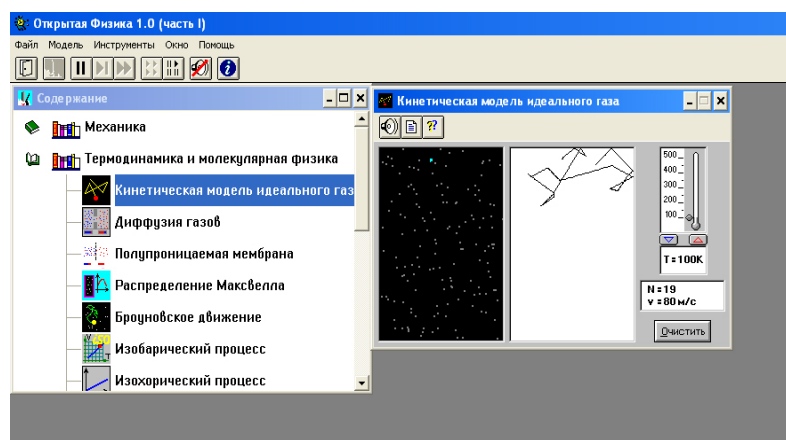 Открытая Физика 1.0 (часть I)
Файл Модель Инструменты Окно Помощь
Содержание
Механика
Термодинамика и молекулярная физика
Кинетическая модель идеального газ
Диффузия газов
Полупроницаемая мембрана
Распределение Максвелла
Броуновское движение
Изобарический процесс
Изохорический процесс
Кинетическая модель идеального газа
500
400
300
200
100
T=100K
N=19
v=80 м/с
Очистить